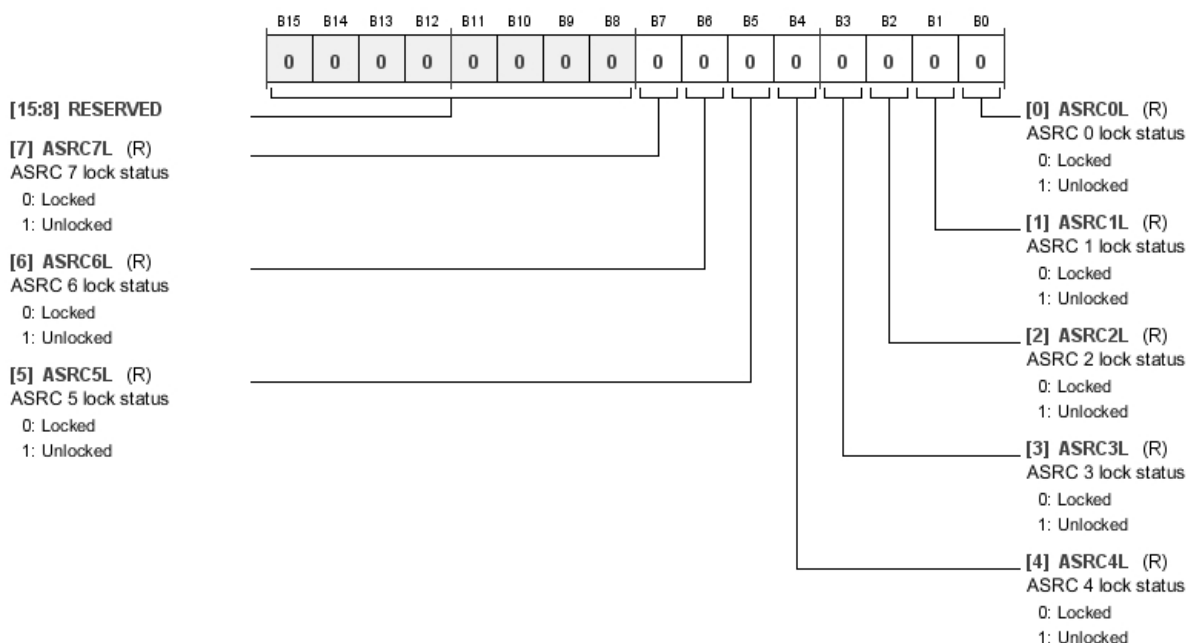 B15 B14 B13 B12 B11 B10 B9 B8 B7 B6 B5 B4 B3 B2 B1 B0
0 0 0 0 0 0 0 0 0 0 0 0 0 0 0 0
[15:8] RESERVED
[7] ASRC7L (R)
ASRC 7 lock status
0: Locked
1: Unlocked
[6] ASRC6L (R)
ASRC 6 lock status
0: Locked
1: Unlocked
[5] ASRC5L (R)
ASRC 5 lock status
0: Locked
1: Unlocked
[0] ASRC0L (R)
ASRC 0 lock status
0: Locked
1: Unlocked
[1] ASRC1L (R)
ASRC 1 lock status
0: Locked
1: Unlocked
[2] ASRC2L (R)
ASRC 2 lock status
0: Locked
1: Unlocked
[3] ASRC3L (R)
ASRC 3 lock status
0: Locked
1: Unlocked
[4] ASRC4L (R)
ASRC 4 lock status
0: Locked
1: Unlocked